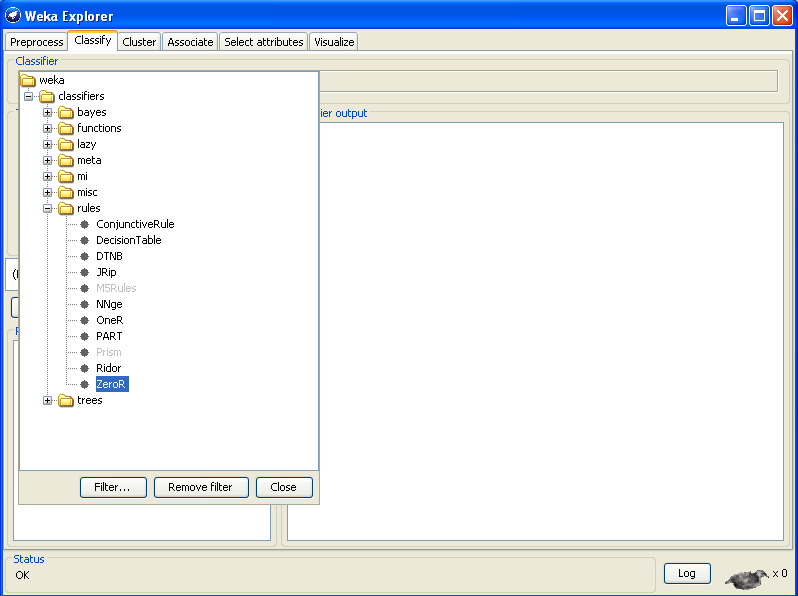 Weka Explorer
Preprocess Classify Cluster Associate Select attributes Visualize
Classifier
weka
classifiers
bayes
functions
lazy
meta
mi
misc
rules
ConjunctiveRule
DecisionTable
DTNB
JRip
M5Rules
NNge
OneR
PART
Prism
Ridor
ZeroR
trees
Filter... Remove filter Close
ier output
Status
OK
Log
x 0